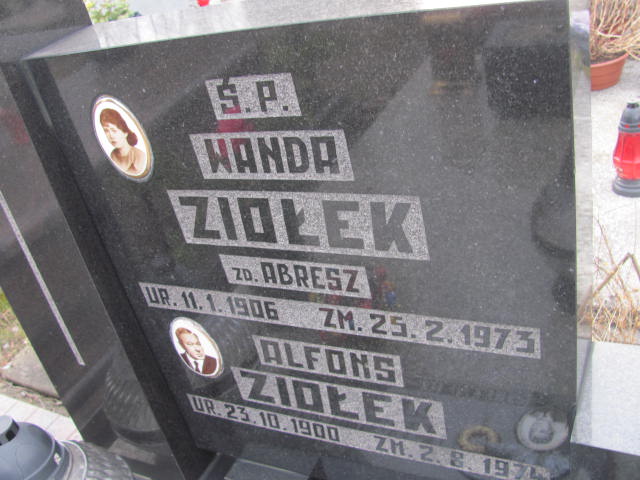 Ś.P.
WANDA
ZIOŁEK
ZD. ABRESZ
UR. 11.1.1906 ZM. 25.2.1973
ALFONS
ZIOŁEK
UR. 23.10.1900 ZM. 2.8.1974